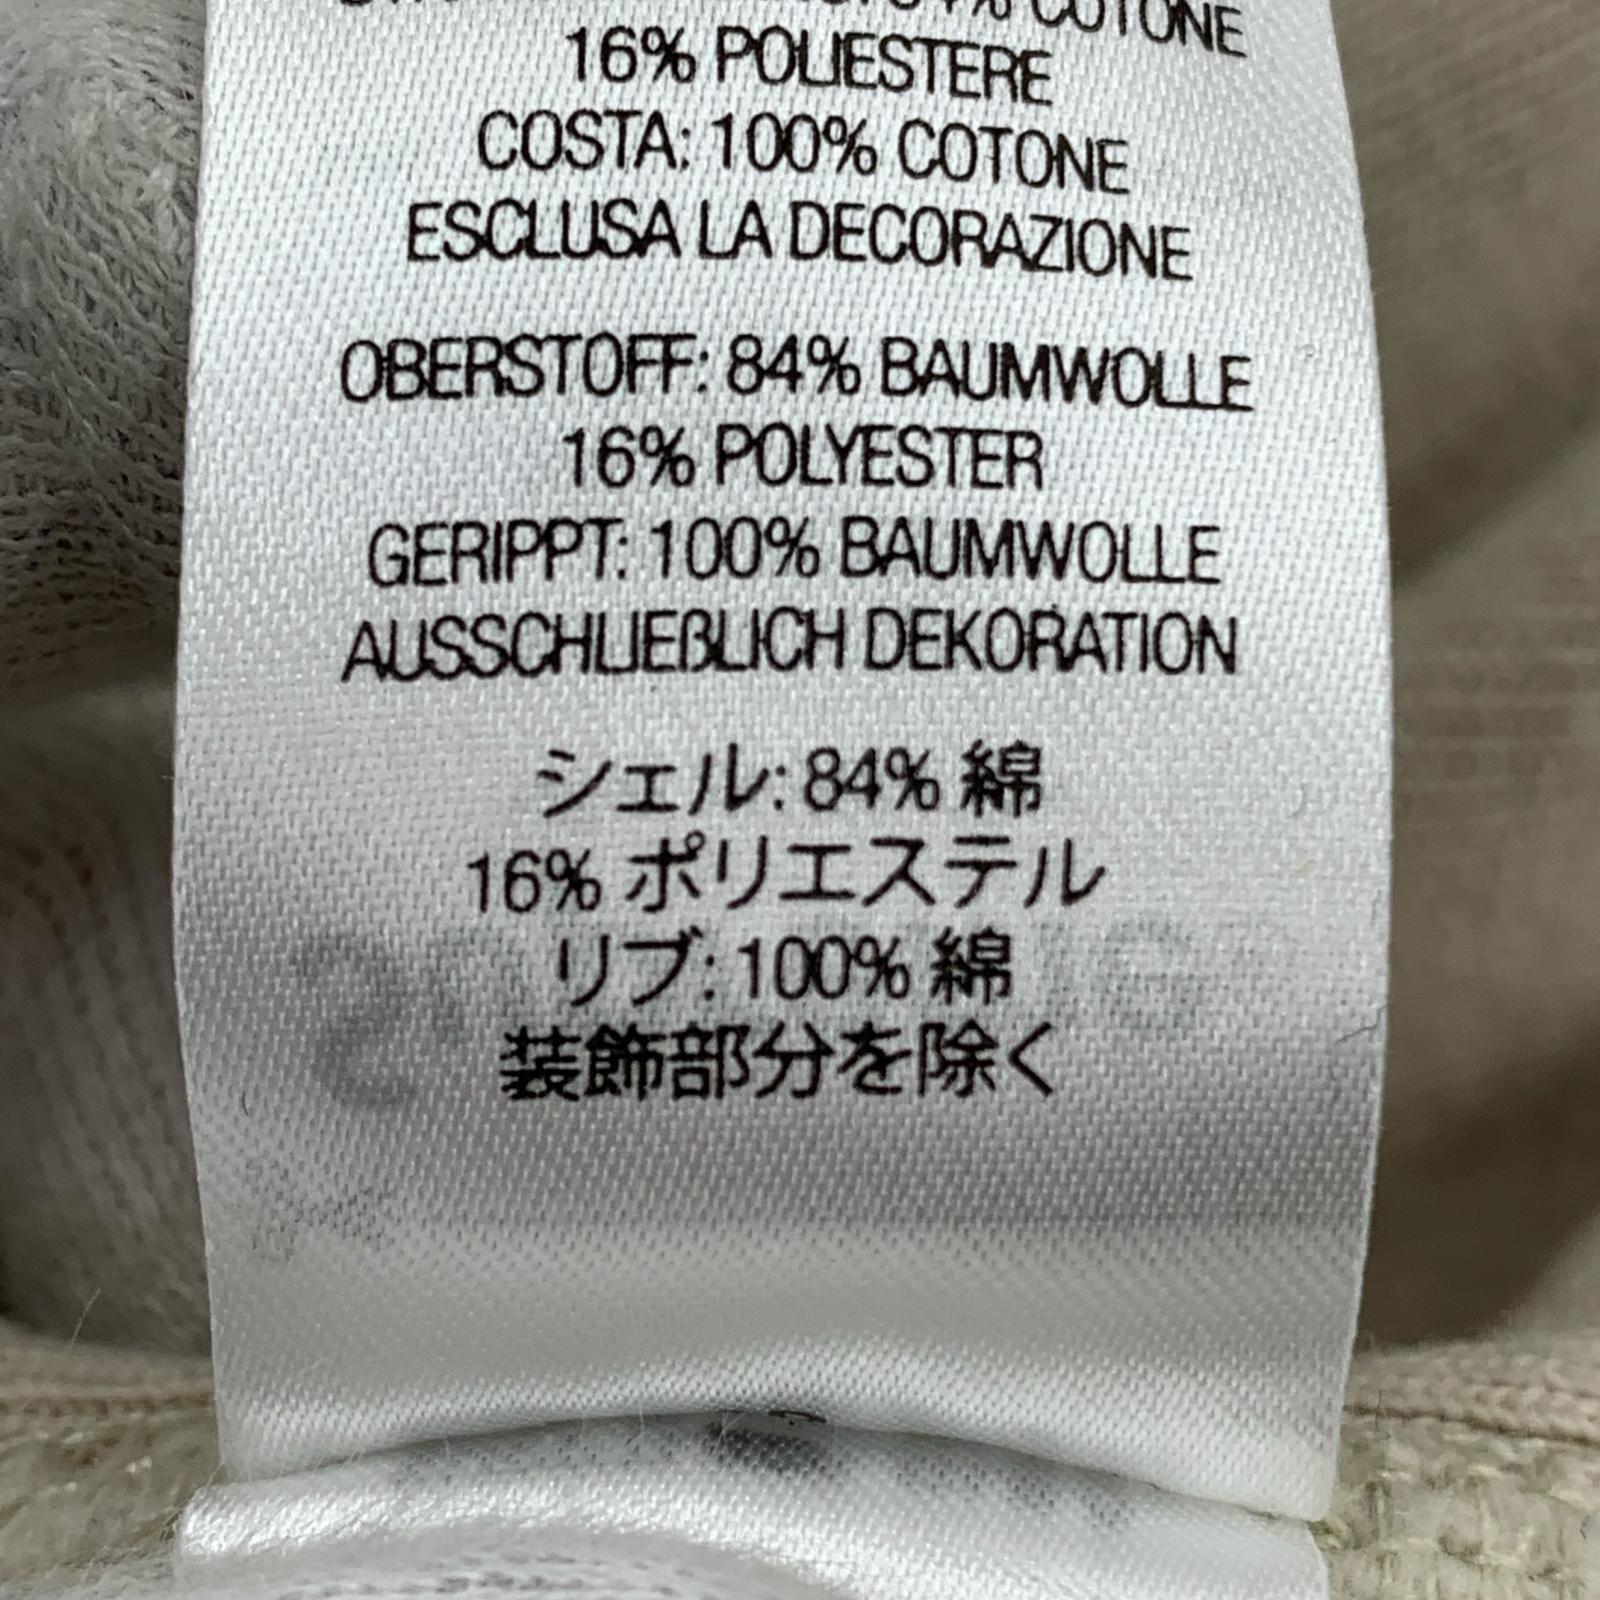 COTONE
16% POLIESTERE
COSTA: 100% COTONE
ESCLUSA LA DECORAZIONE
OBERSTOFF: 84% BAUMWOLLE
16% POLYESTER
GERIPPT: 100% BAUMWOLLE
AUSSCHLIEßLICH DEKORATION
シェル: 84% 綿
16% ポリエステル
リブ: 100% 綿
装飾部分を除く